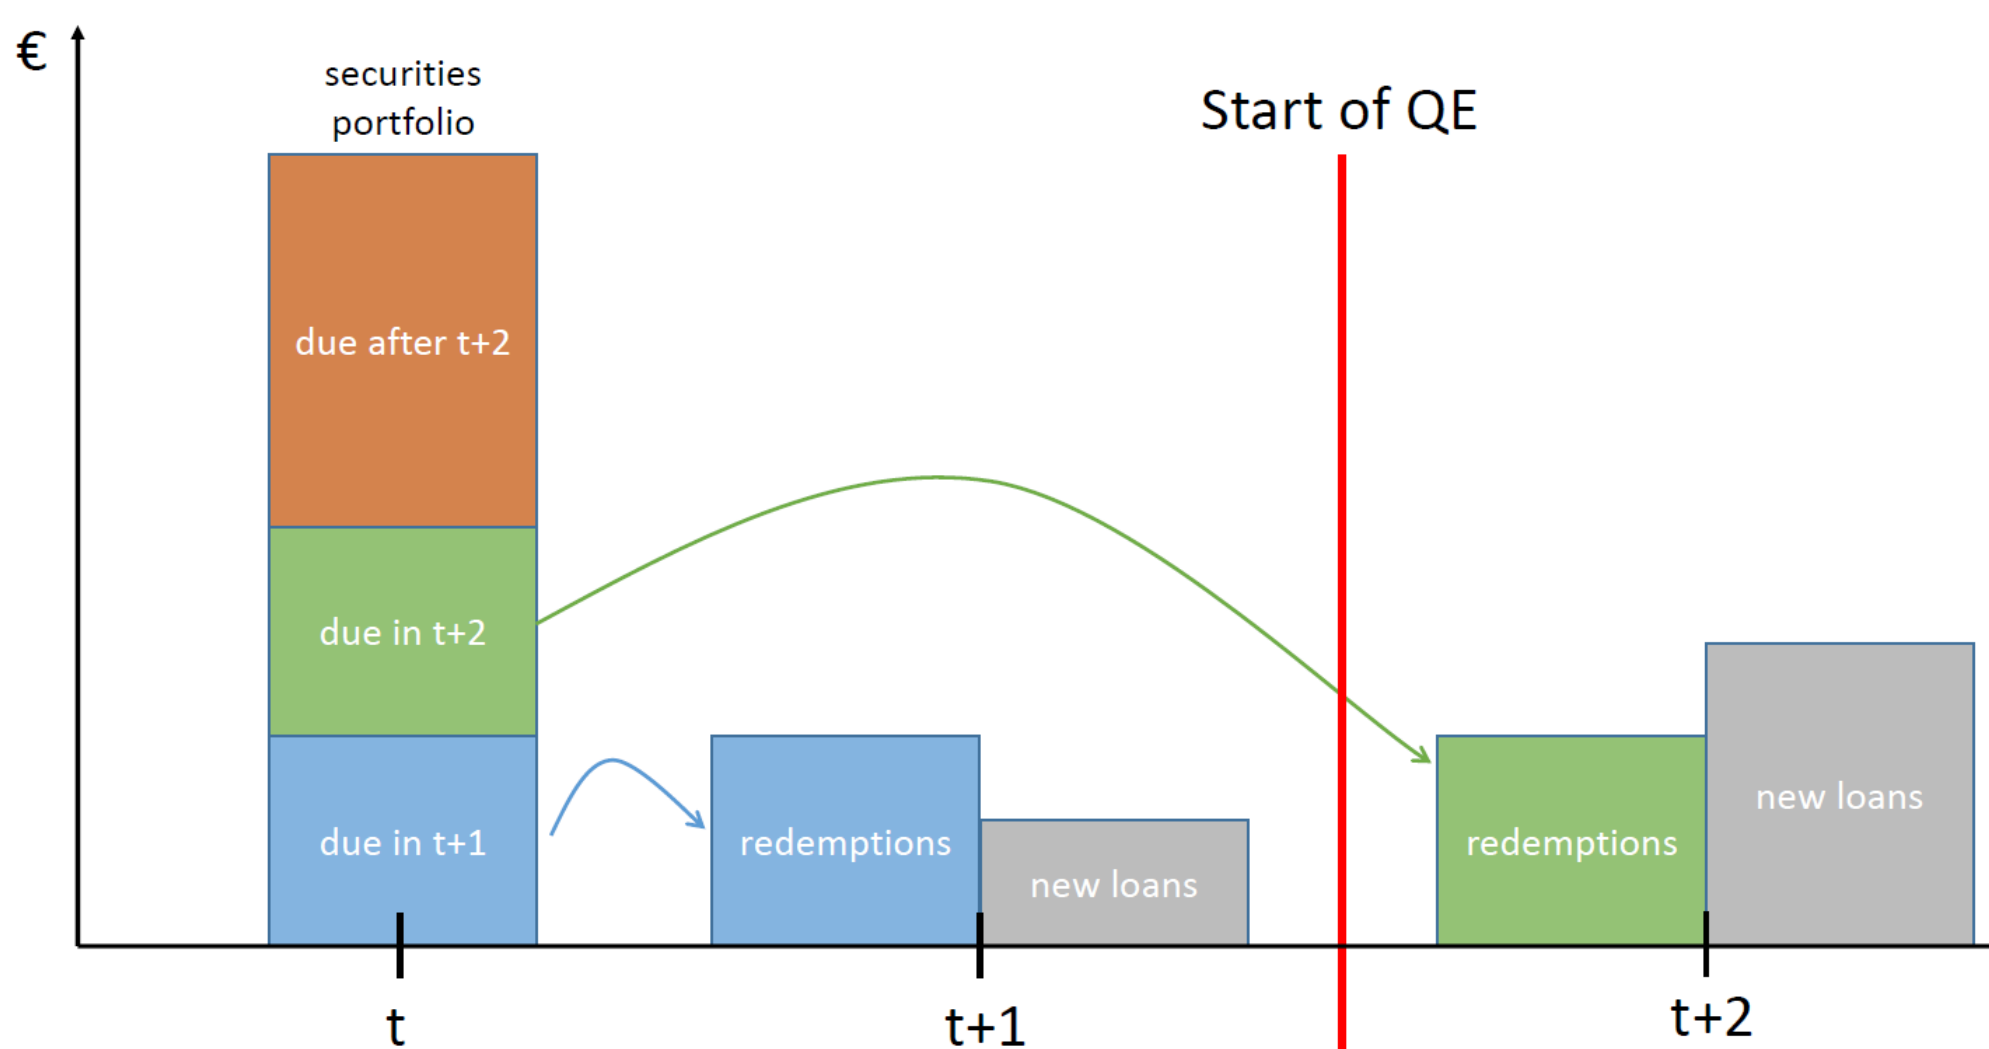 €
securities
portfolio
Start of QE
due after t+2
due in t+2
due in t+1
redemptions
new loans
redemptions
new loans
t
t+1
t+2